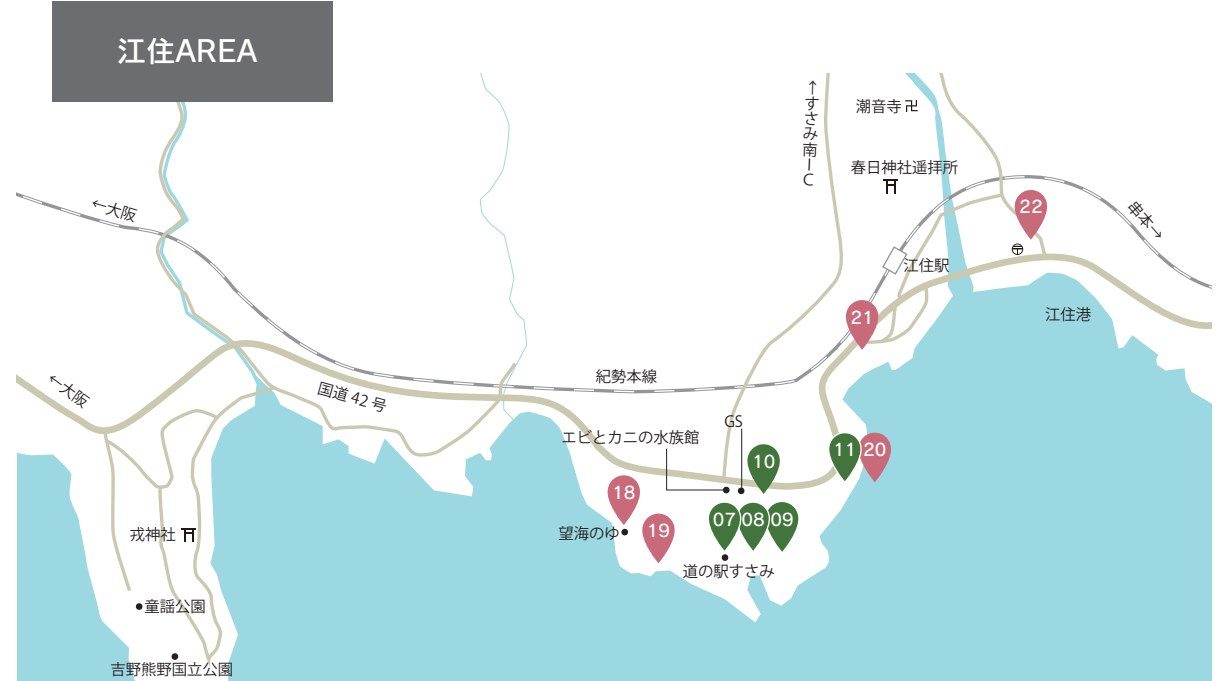 江住AREA
潮音寺
←すさみ南IC
春日神社遥拝所
←大阪
22
串本→
〒
江住駅
江住港
21
紀勢本線
←大阪
国道 42 号
GS
エビとカニの水族館
10
11
20
18
07
08
09
19
戎神社
望海のゆ
道の駅すさみ
童謡公園
吉野熊野国立公園